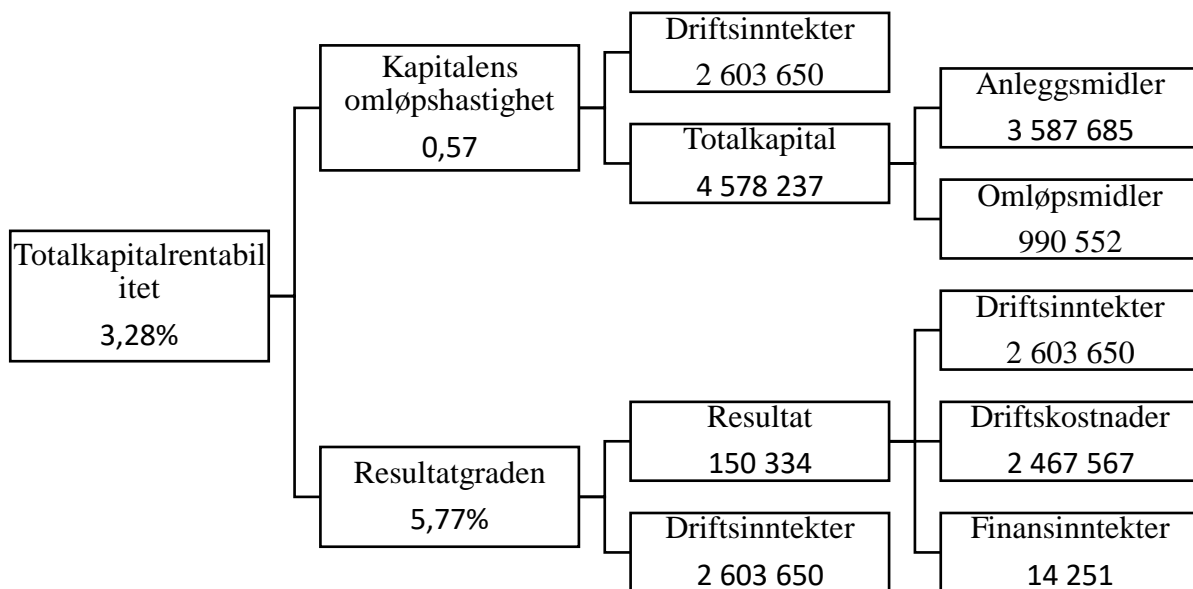 Totalkapitalrentabil
itet
3,28%
Kapitalens
omløpshastighet
0,57
Driftsinntekter
2 603 650
Totalkapital
4 578 237
Anleggsmidler
3 587 685
Omløpsmidler
990 552
Resultatgraden
5,77%
Resultat
150 334
Driftsinntekter
2 603 650
Driftskostnader
2 467 567
Finansinntekter
14 251
Driftsinntekter
2 603 650